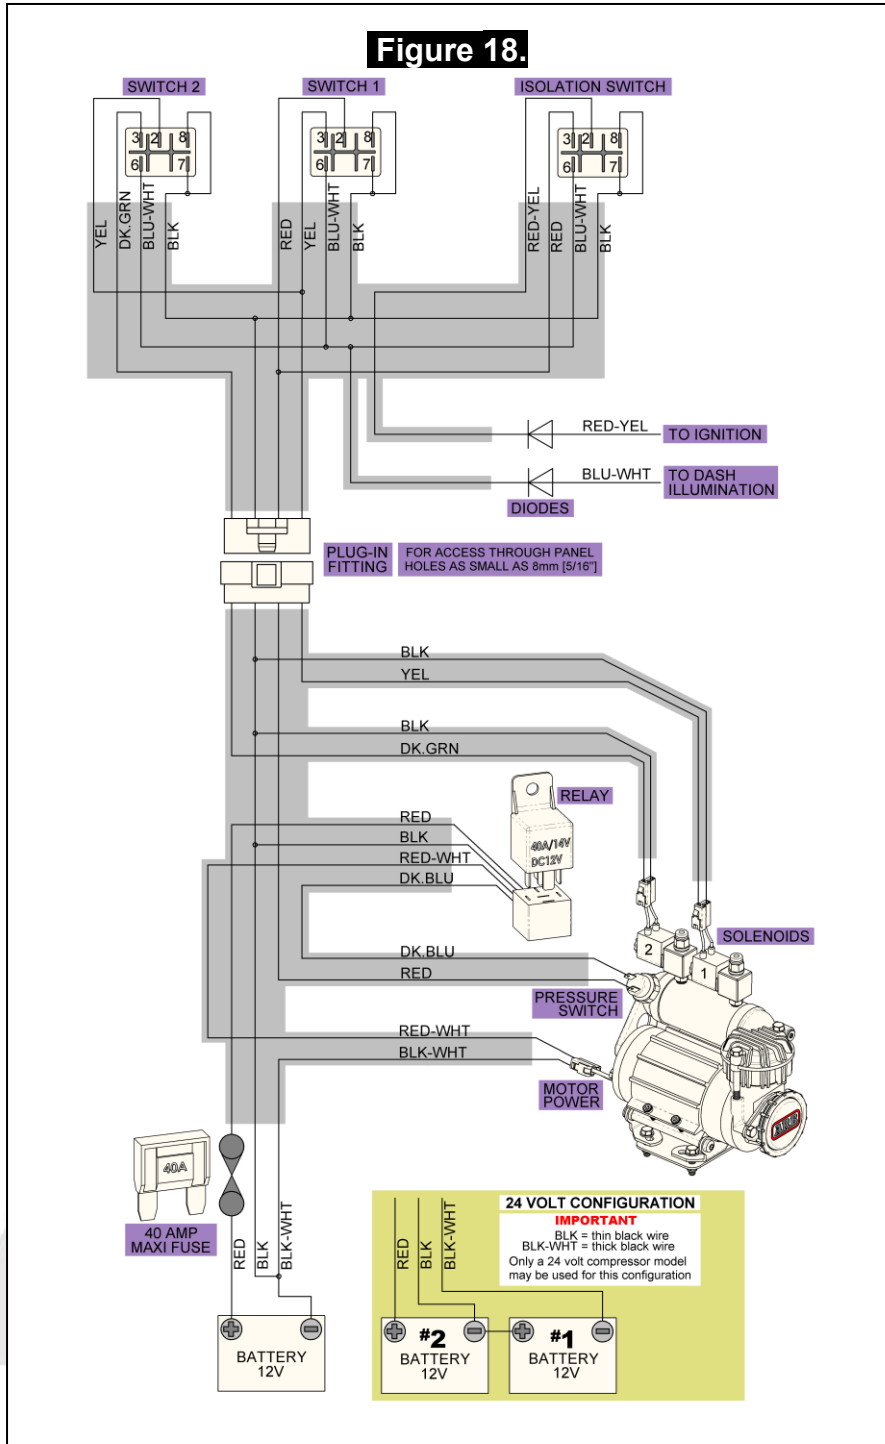 Figure 18.
SWITCH 2
SWITCH 1
ISOLATION SWITCH
3 2 8
6 7
3 2 8
6 7
3 2 8
6 7
YEL
DK.GRN
BLU-WHT
BLK
RED
YEL
BLU-WHT
BLK
RED-YEL
RED
BLU-WHT
BLK
RED-YEL
TO IGNITION
BLU-WHT
TO DASH
ILLUMINATION
DIODES
PLUG-IN
FITTING
FOR ACCESS THROUGH PANEL
HOLES AS SMALL AS 8mm [5/16"]
BLK
YEL
BLK
DK.GRN
RELAY
RED
BLK
RED-WHT
DK.BLU
40A/14V
DC12V
SOLENOIDS
2
1
DK.BLU
RED
PRESSURE
SWITCH
RED-WHT
BLK-WHT
MOTOR
POWER
40A
40 AMP
MAXI FUSE
RED
BLK
BLK-WHT
BATTERY
12V
24 VOLT CONFIGURATION
IMPORTANT
BLK = thin black wire
BLK-WHT = thick black wire
Only a 24 volt compressor model
may be used for this configuration
RED
BLK
BLK-WHT
#2
BATTERY
12V
#1
BATTERY
12V